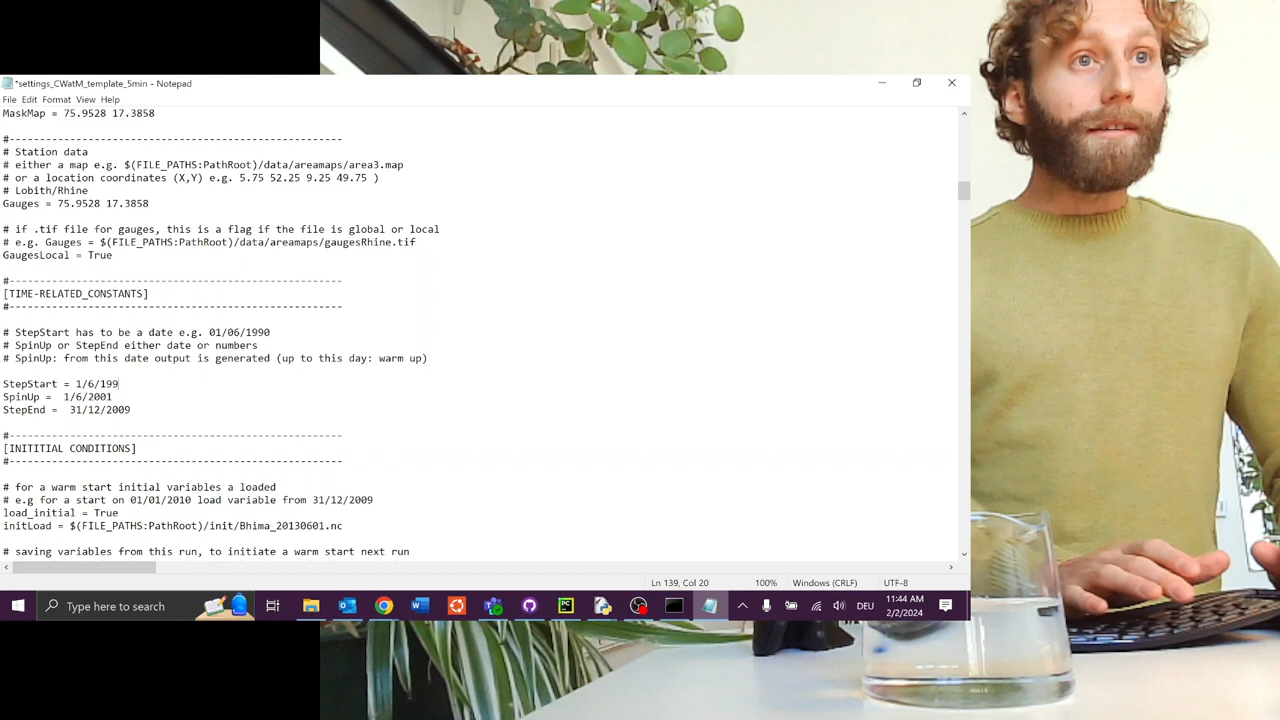 *settings_CWatM_template_5min - Notepad
File Edit Format View Help
MaskMap = 75.9528 17.3858
#-------------------------------------------------------
# Station data
# either a map e.g. $(FILE_PATHS:PathRoot)/data/areamaps/area3.map
# or a location coordinates (X,Y) e.g. 5.75 52.25 9.25 49.75 )
# Lobith/Rhine
Gauges = 75.9528 17.3858
# if .tif file for gauges, this is a flag if the file is global or local
# e.g. Gauges = $(FILE_PATHS:PathRoot)/data/areamaps/gaugesRhine.tif
GaugesLocal = True
#-------------------------------------------------------
[TIME-RELATED_CONSTANTS]
#-------------------------------------------------------
# StepStart has to be a date e.g. 01/06/1990
# SpinUp or StepEnd either date or numbers
# SpinUp: from this date output is generated (up to this day: warm up)
StepStart = 1/6/199
SpinUp =  1/6/2001
StepEnd =  31/12/2009
#-------------------------------------------------------
[INITITIAL CONDITIONS]
#-------------------------------------------------------
# for a warm start initial variables a loaded
# e.g for a start on 01/01/2010 load variable from 31/12/2009
load_initial = True
initLoad = $(FILE_PATHS:PathRoot)/init/Bhima_20130601.nc
# saving variables from this run, to initiate a warm start next run
Ln 139, Col 20 100% Windows (CRLF) UTF-8
Type here to search DEU 11:44 AM
2/2/2024